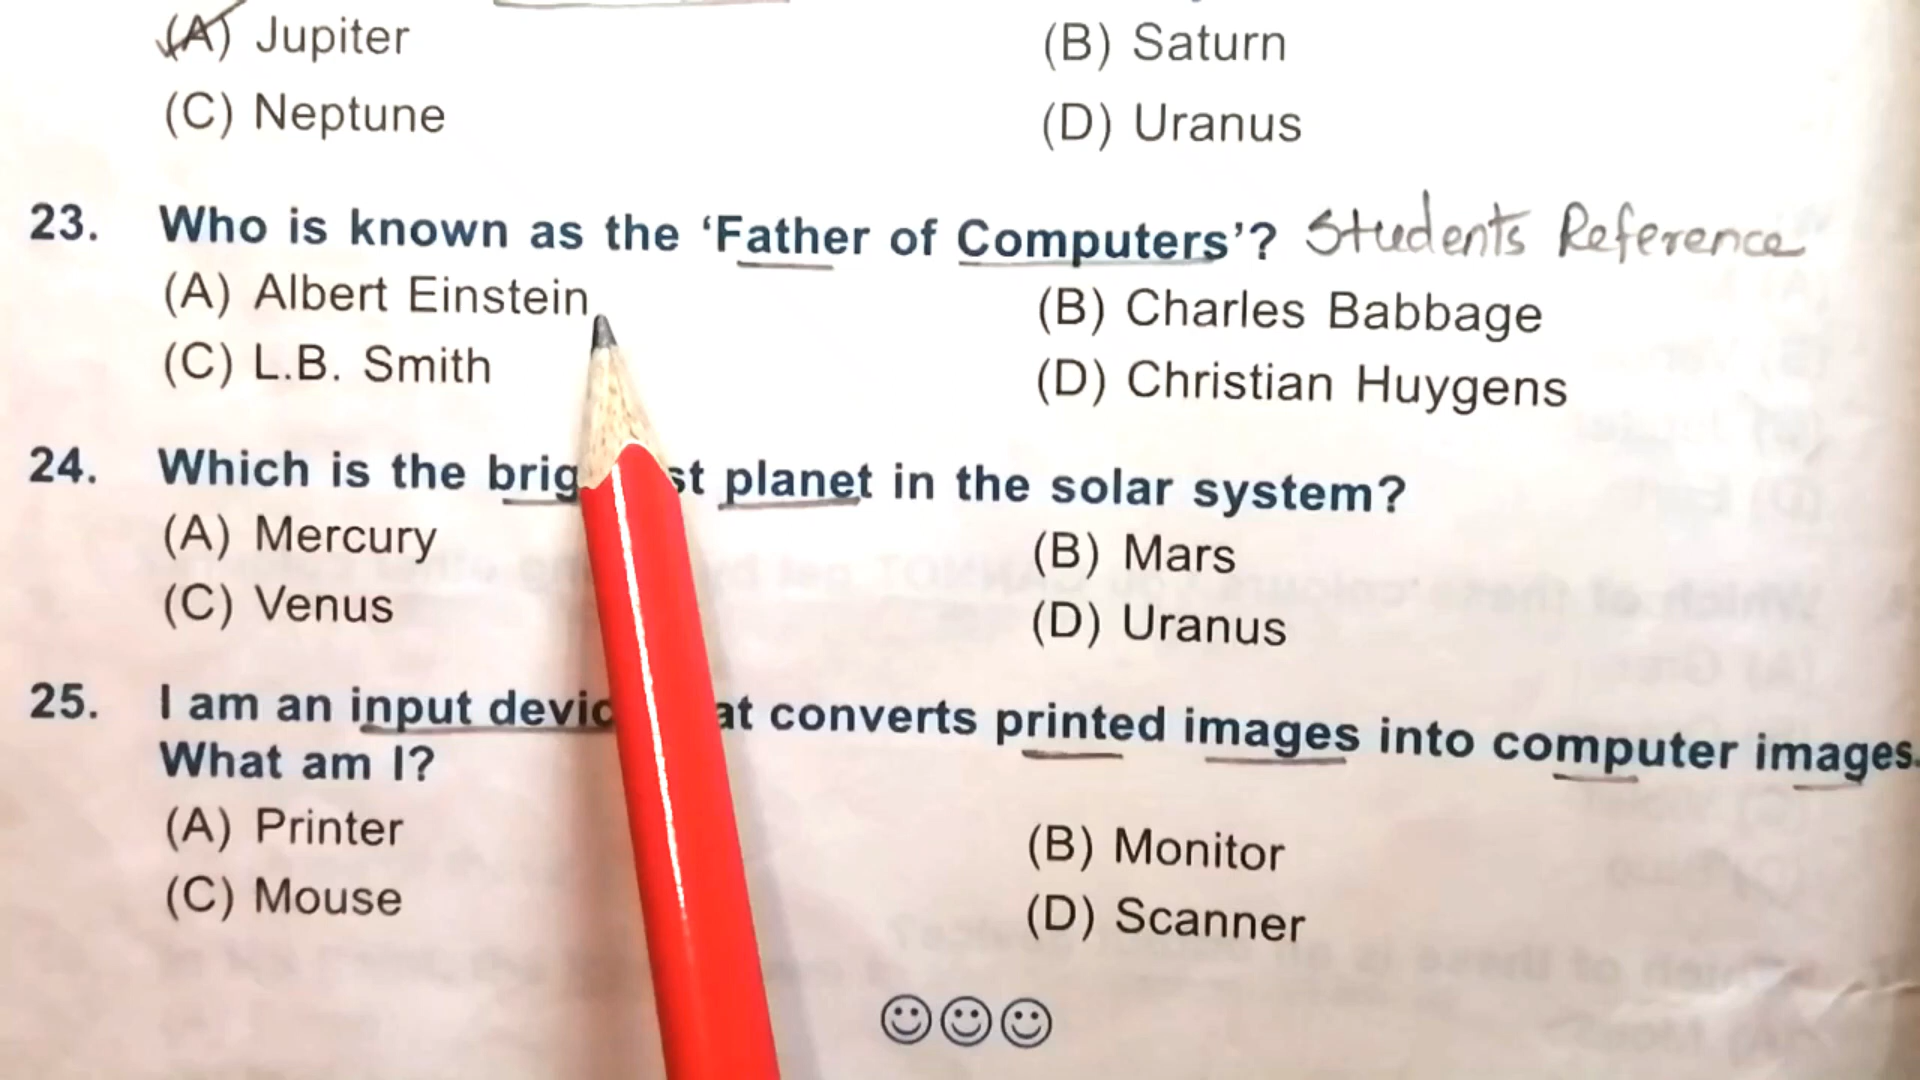 (A) Jupiter (B) Saturn
(C) Neptune (D) Uranus
23. Who is known as the ‘Father of Computers’? Students Reference
(A) Albert Einstein (B) Charles Babbage
(C) L.B. Smith (D) Christian Huygens
24. Which is the brig st planet in the solar system?
(A) Mercury (B) Mars
(C) Venus (D) Uranus
25. I am an input devic at converts printed images into computer images.
What am I?
(A) Printer (B) Monitor
(C) Mouse (D) Scanner